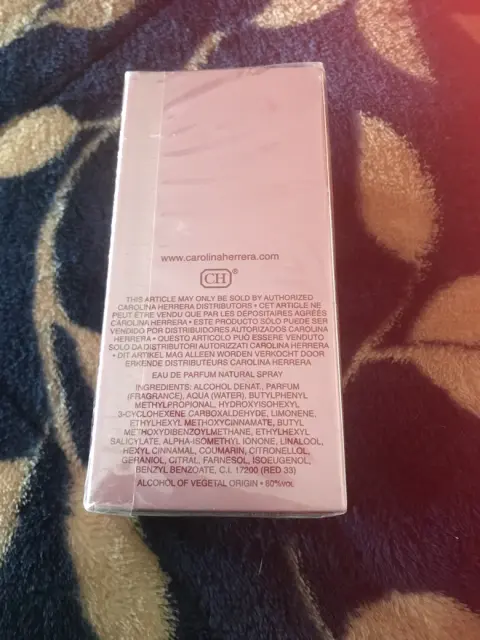 www.carolinaherrera.com
CH®
THIS ARTICLE MAY ONLY BE SOLD BY AUTHORIZED
CAROLINA HERRERA DISTRIBUTORS • CET ARTICLE NE
PEUT ÊTRE VENDU QUE PAR LES DÉPOSITAIRES AGRÉÉS
CAROLINA HERRERA • ESTE PRODUCTO SÓLO PUEDE SER
VENDIDO POR DISTRIBUIDORES AUTORIZADOS CAROLINA
HERRERA • QUESTO ARTICOLO PUÒ ESSERE VENDUTO
SOLO DA DISTRIBUTORI AUTORIZZATI CAROLINA HERRERA
• DIT ARTIKEL MAG ALLEEN WORDEN VERKOCHT DOOR
ERKENDE DISTRIBUTEURS CAROLINA HERRERA
EAU DE PARFUM NATURAL SPRAY
INGREDIENTS: ALCOHOL DENAT., PARFUM
(FRAGRANCE), AQUA (WATER), BUTYLPHENYL
METHYLPROPIONAL, HYDROXYISOHEXYL
3-CYCLOHEXENE CARBOXALDEHYDE, LIMONENE,
ETHYLHEXYL METHOXYCINNAMATE, BUTYL
METHOXYDIBENZOYLMETHANE, ETHYLHEXYL
SALICYLATE, ALPHA-ISOMETHYL IONONE, LINALOOL,
HEXYL CINNAMAL, COUMARIN, CITRONELLOL,
GERANIOL, CITRAL, FARNESOL, ISOEUGENOL,
BENZYL BENZOATE, C.I. 17200 (RED 33)
ALCOHOL OF VEGETAL ORIGIN • 80%VOL